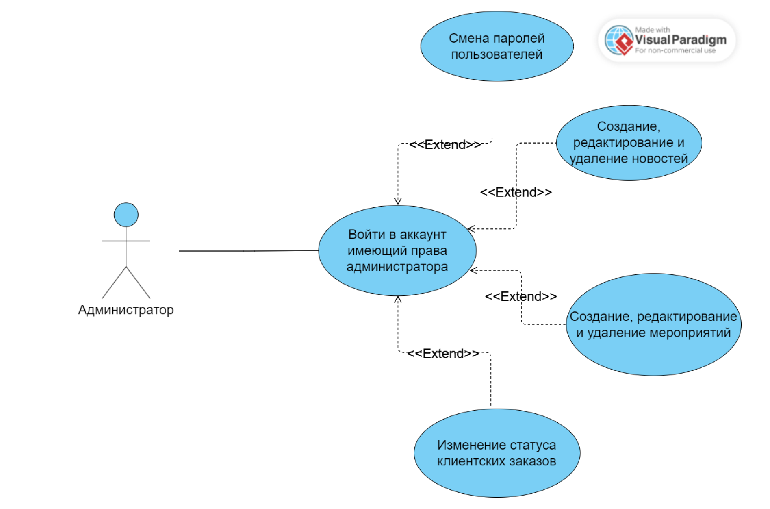 Смена паролей
пользователей
Made with
Visual Paradigm
For non-commercial use
Создание,
редактирование и
удаление новостей
<<Extend>>
<<Extend>>
Войти в аккаунт
имеющий права
администратора
<<Extend>>
Администратор
Создание, редактирование
и удаление мероприятий
<<Extend>>
Изменение статуса
клиентских заказов